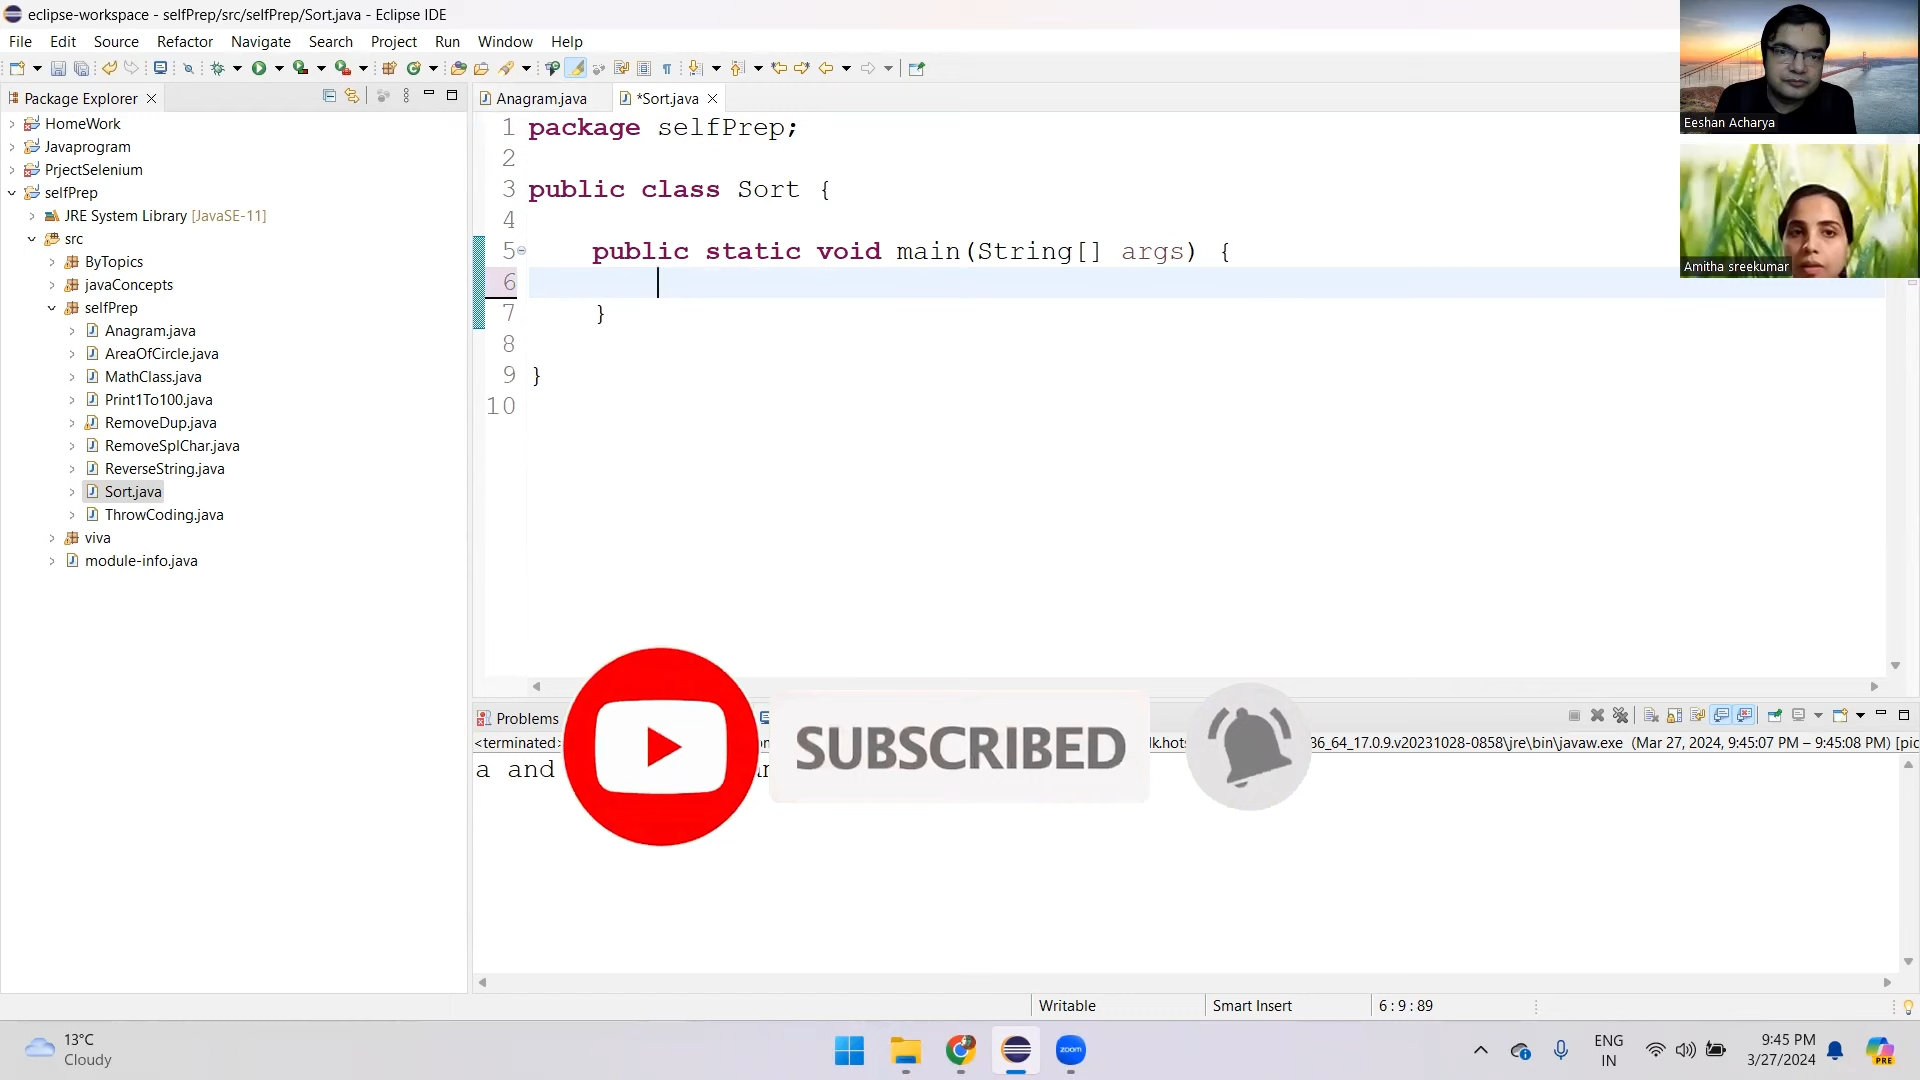 eclipse-workspace - selfPrep/src/selfPrep/Sort.java - Eclipse IDE
File Edit Source Refactor Navigate Search Project Run Window Help
Package Explorer
HomeWork
Javaprogram
PrjectSelenium
selfPrep
JRE System Library [JavaSE-11]
src
ByTopics
javaConcepts
selfPrep
Anagram.java
AreaOfCircle.java
MathClass.java
Print1To100.java
RemoveDup.java
RemoveSplChar.java
ReverseString.java
Sort.java
ThrowCoding.java
viva
module-info.java
Anagram.java *Sort.java
1 package selfPrep;
2
3 public class Sort {
4
5 public static void main(String[] args) {
6
7 }
8
9 }
10
Eeshan Acharya
Amitha sreekumar
Problems
<terminated> 86_64_17.0.9.v20231028-0858\jre\bin\javaw.exe (Mar 27, 2024, 9:45:07 PM – 9:45:08 PM) [pic
a and
SUBSCRIBED
Writable Smart Insert 6 : 9 : 89
13°C
Cloudy
zoom
ENG
IN
9:45 PM
3/27/2024
PRE